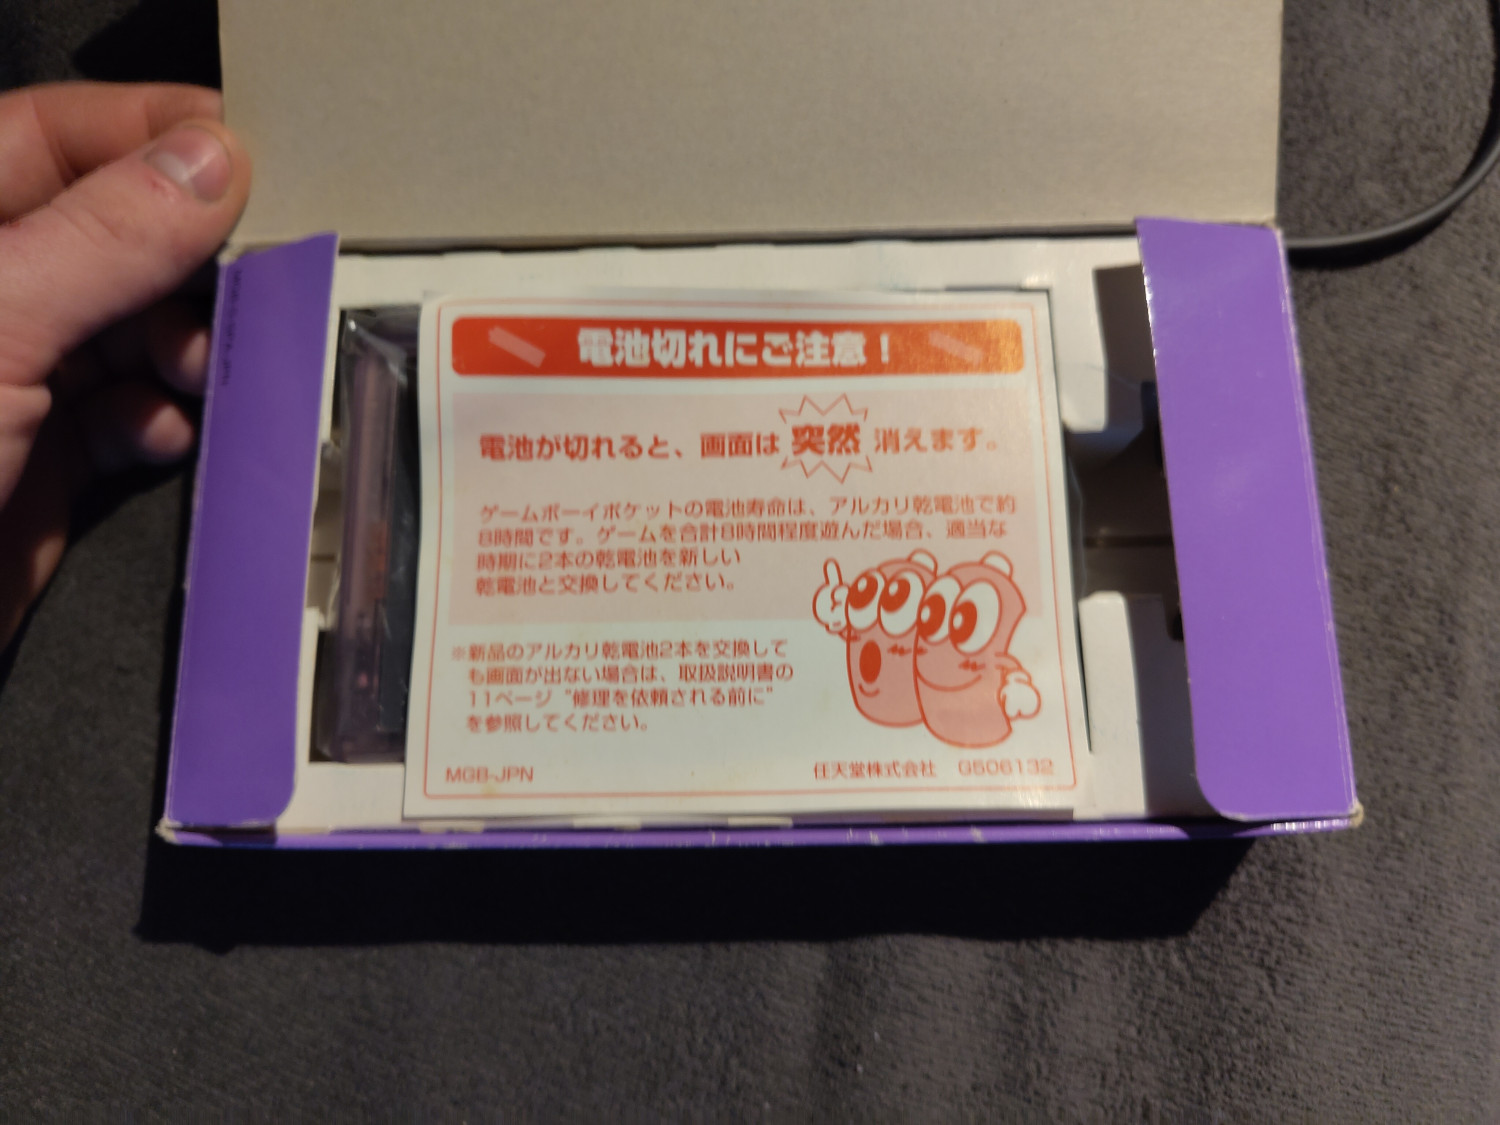 電池切れにご注意！
電池が切れると、画面は突然消えます。
ゲームボーイポケットの電池寿命は、アルカリ乾電池で約
8時間です。ゲームを合計8時間程度遊んだ場合、適当な
時期に2本の乾電池を新しい
乾電池と交換してください。
※新品のアルカリ乾電池2本を交換して
も画面が出ない場合は、取扱説明書の
11ページ“修理を依頼される前に”
を参照してください。
MGB-JPN
任天堂株式会社 G506132